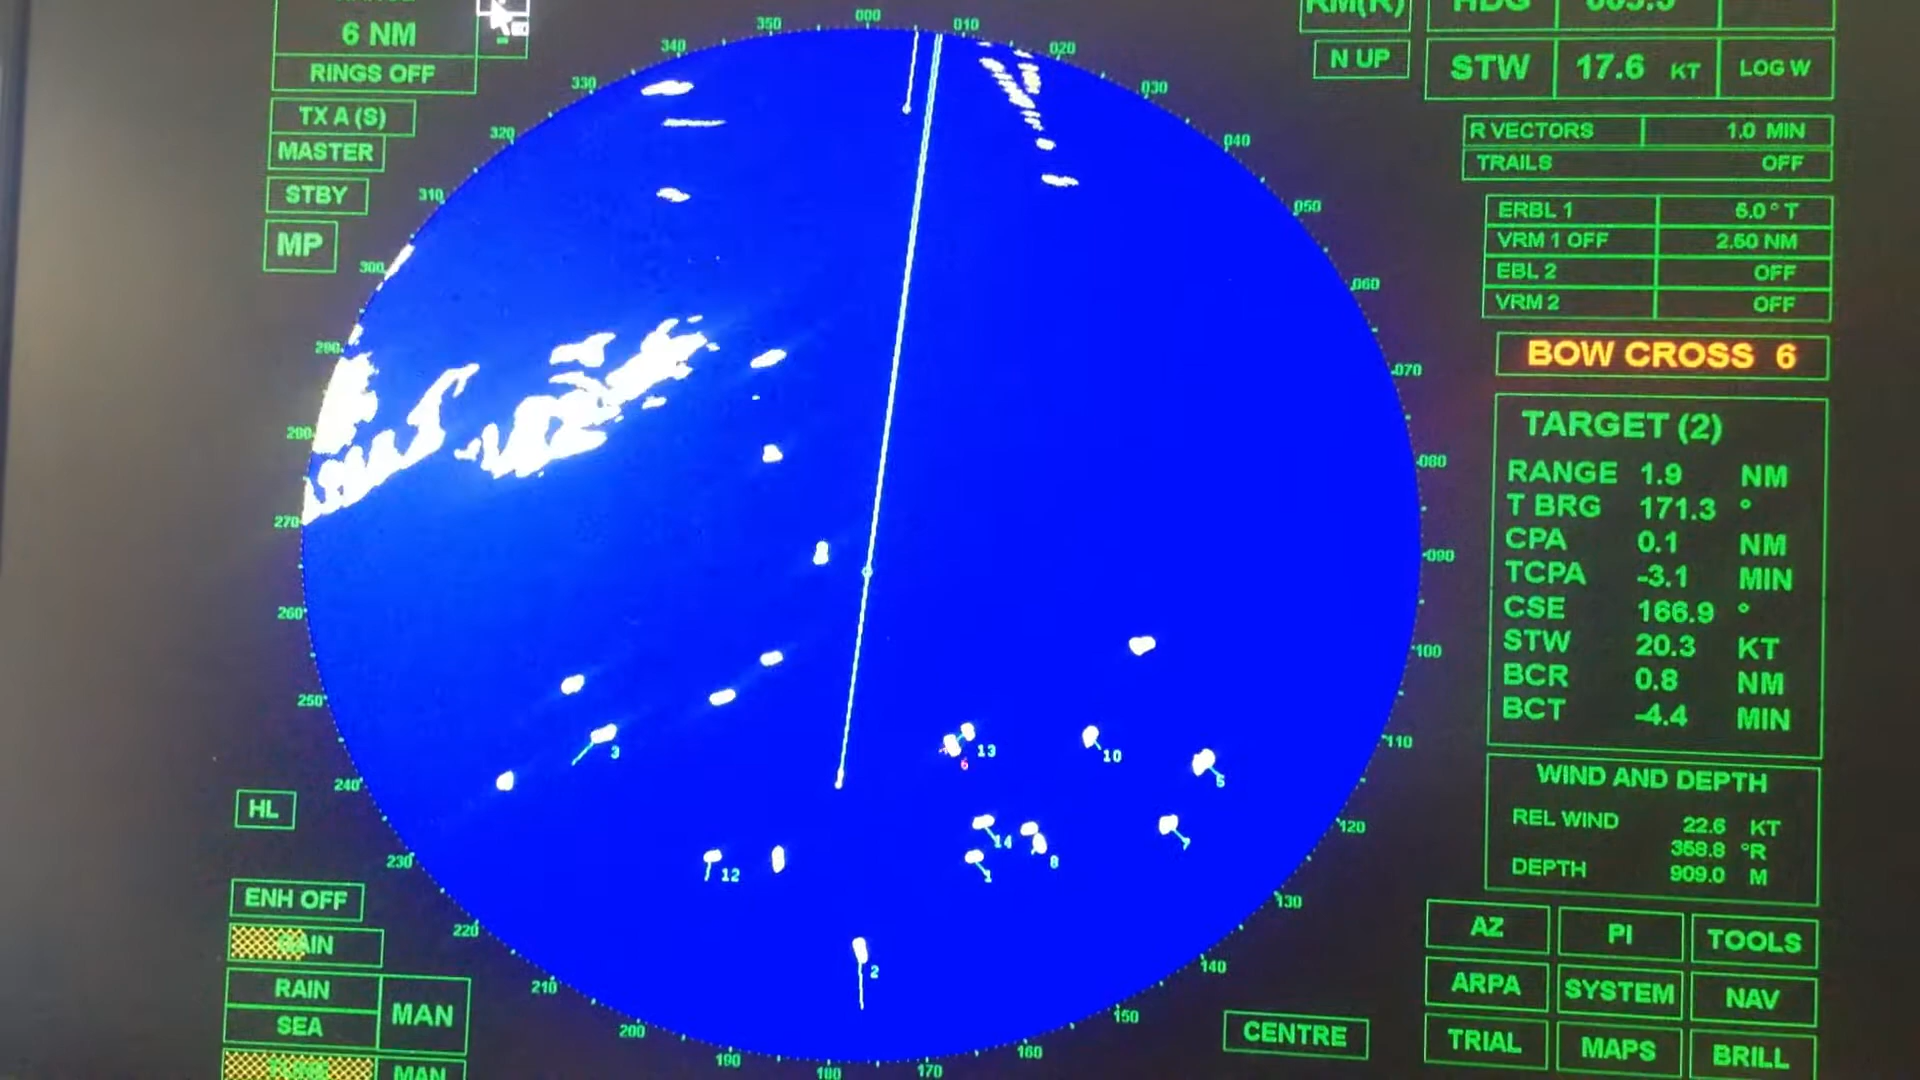 6 NM
RINGS OFF
TX A (S)
MASTER
STBY
MP
HL
ENH OFF
GAIN
RAIN
SEA
MAN
MAN
000
010
020
030
040
050
060
070
080
090
100
110
120
130
140
150
160
170
180
190
200
210
220
230
240
250
260
270
280
290
300
310
320
330
340
350
3
13
6
10
5
14
8
7
1
12
2
RM(R)
N UP
HDG
STW 17.6 KT LOG W
R VECTORS 1.0 MIN
TRAILS OFF
ERBL 1 6.0° T
VRM 1 OFF 2.50 NM
EBL 2 OFF
VRM 2 OFF
BOW CROSS 6
TARGET (2)
RANGE 1.9 NM
T BRG 171.3 °
CPA 0.1 NM
TCPA -3.1 MIN
CSE 166.9 °
STW 20.3 KT
BCR 0.8 NM
BCT -4.4 MIN
WIND AND DEPTH
REL WIND 22.6 KT
358.8 °R
DEPTH 909.0 M
AZ PI TOOLS
ARPA SYSTEM NAV
TRIAL MAPS BRILL
CENTRE